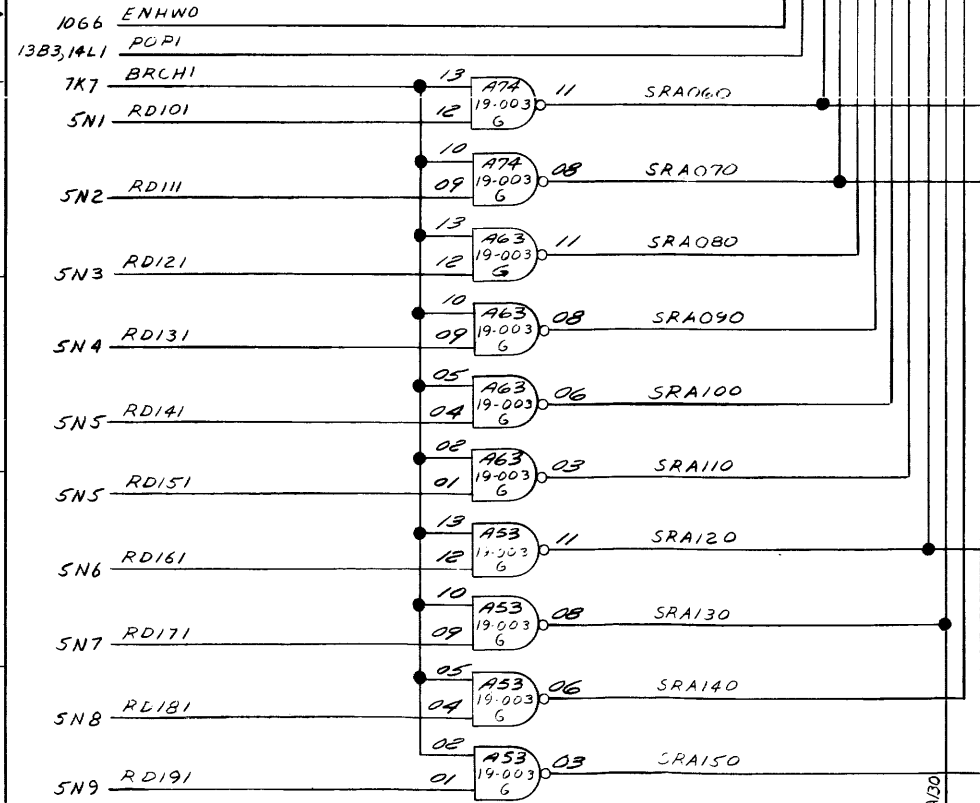 10G6 ENHW0
13B3,14L1 POP1
7K7 BRCH1 13 A74 11 SRA060
5N1 RD101 12 19-003
G
10 A74 08 SRA070
5N2 RD111 09 19-003
G
13 A63 11 SRA080
5N3 RD121 12 19-003
G
10 A63 08 SRA090
5N4 RD131 09 19-003
G
05 A63 06 SRA100
5N5 RD141 04 19-003
G
02 A63 03 SRA110
5N5 RD151 01 19-003
G
13 A53 11 SRA120
5N6 RD161 12 19-003
G
10 A53 08 SRA130
5N7 RD171 09 19-003
G
05 A53 06 SRA140
5N8 RD181 04 19-003
G
02 A53 03 SRA150
5N9 RD191 01 19-003
G